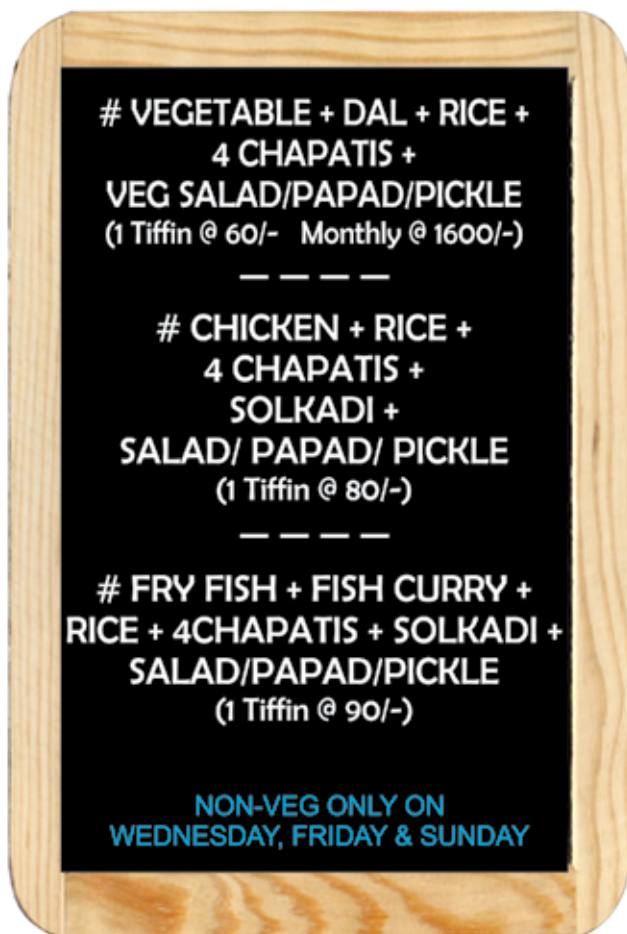 # VEGETABLE + DAL + RICE +
4 CHAPATIS +
VEG SALAD/PAPAD/PICKLE
(1 Tiffin @ 60/- Monthly @ 1600/-)
— — — —
# CHICKEN + RICE +
4 CHAPATIS +
SOLKADI +
SALAD/ PAPAD/ PICKLE
(1 Tiffin @ 80/-)
— — — —
# FRY FISH + FISH CURRY +
RICE + 4CHAPATIS + SOLKADI +
SALAD/PAPAD/PICKLE
(1 Tiffin @ 90/-)
NON-VEG ONLY ON
WEDNESDAY, FRIDAY & SUNDAY